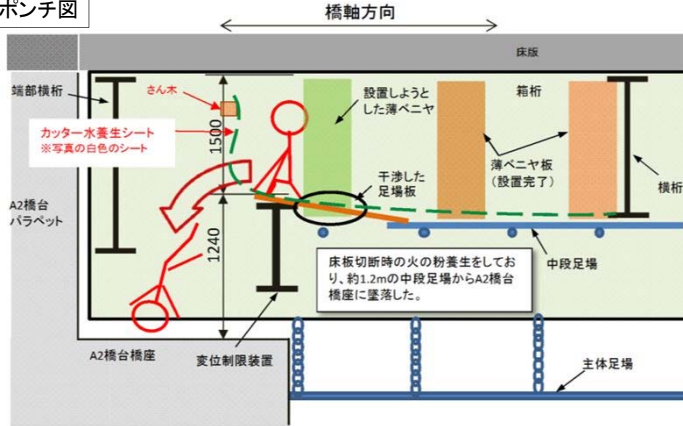 ポンチ図
橋軸方向
床版
端部横桁
さん木
カッター水養生シート
※写真の白色のシート
1500
設置しようと
した薄ベニヤ
箱桁
薄ベニヤ板
(設置完了)
横桁
干渉した
足場板
A2橋台
パラペット
1240
床板切断時の火の粉養生をしてお
り、約1.2mの中段足場からA2橋台
橋座に墜落した。
中段足場
A2橋台橋座
変位制限装置
主体足場